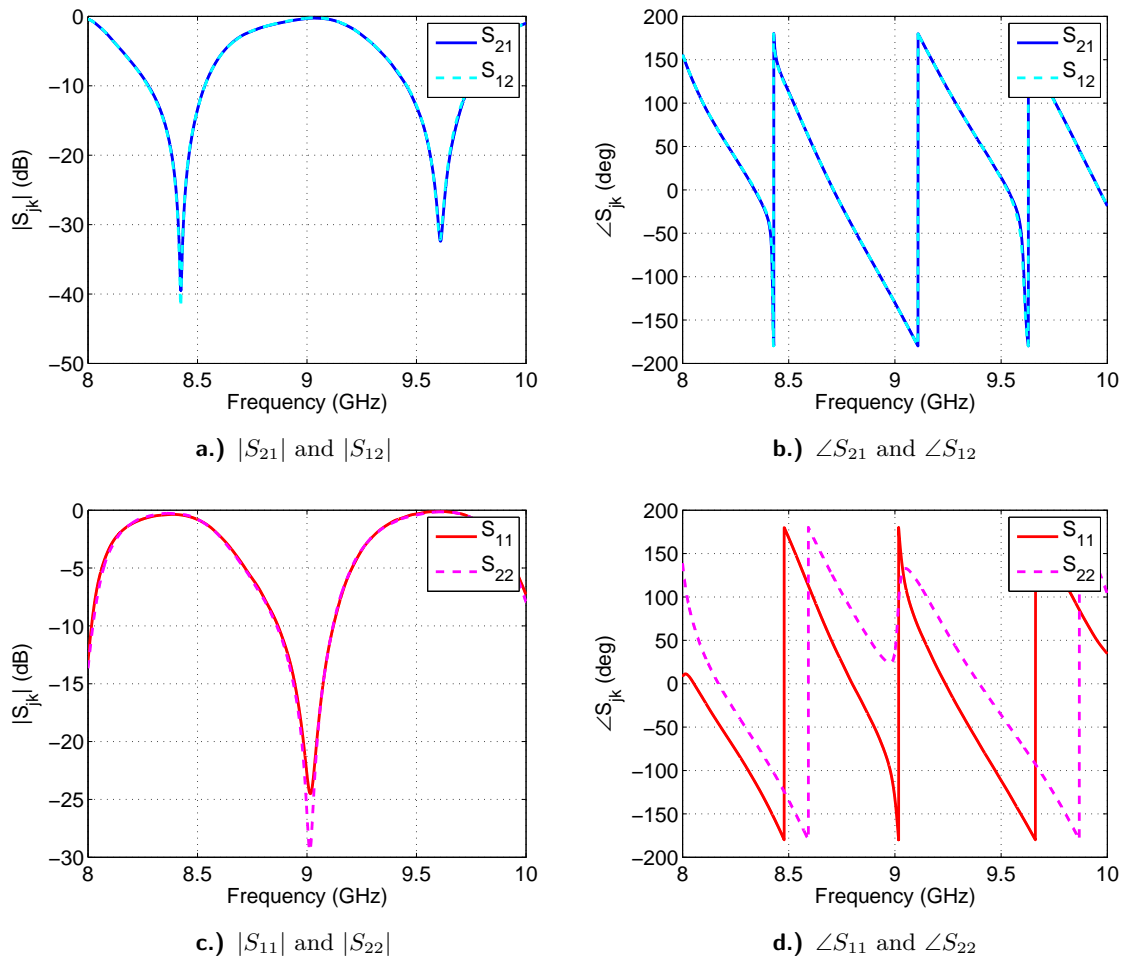 0
−10
−20
−30
−40
−50
8
8.5
9
9.5
10
|S_jk| (dB)
Frequency (GHz)
S_21
S_12
a.) |S_21| and |S_12|
200
150
100
50
0
−50
−100
−150
−200
8
8.5
9
9.5
10
∠S_jk (deg)
Frequency (GHz)
S_21
S_12
b.) ∠S_21 and ∠S_12
0
−5
−10
−15
−20
−25
−30
8
8.5
9
9.5
10
|S_jk| (dB)
Frequency (GHz)
S_11
S_22
c.) |S_11| and |S_22|
200
150
100
50
0
−50
−100
−150
−200
8
8.5
9
9.5
10
∠S_jk (deg)
Frequency (GHz)
S_11
S_22
d.) ∠S_11 and ∠S_22